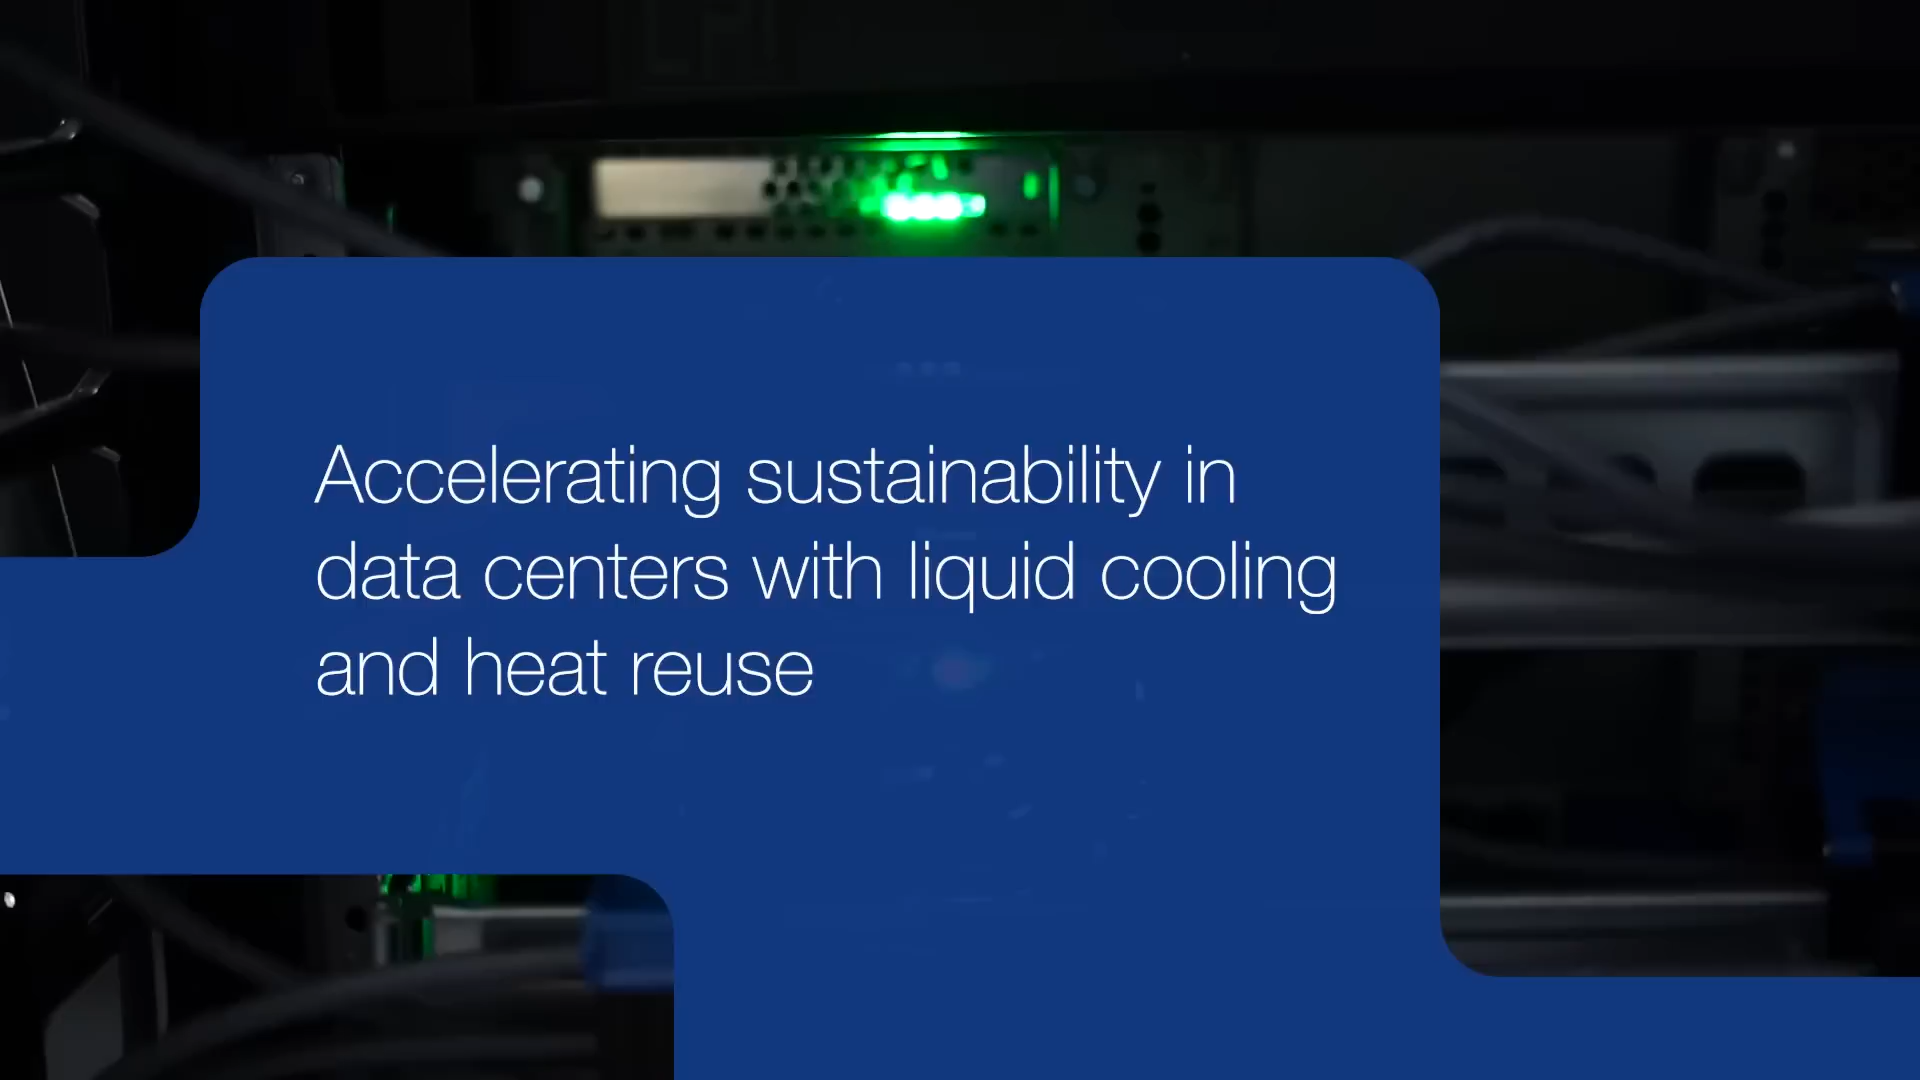 Accelerating sustainability in
data centers with liquid cooling
and heat reuse